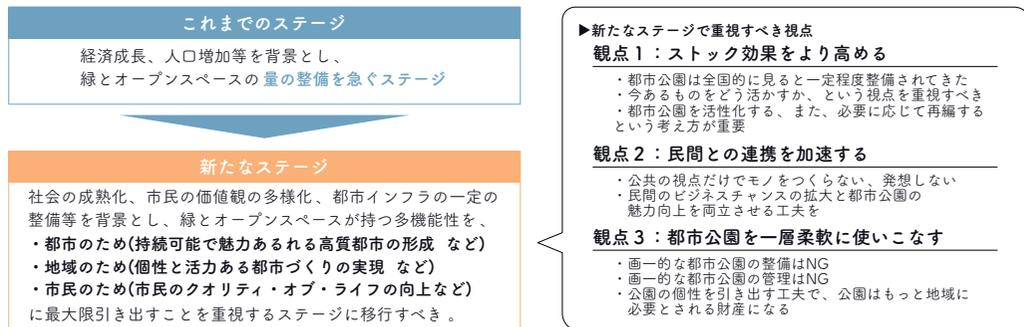 これまでのステージ
経済成長、人口増加等を背景とし、
緑とオープンスペースの 量の整備を急ぐステージ
新たなステージ
社会の成熟化、市民の価値観の多様化、都市インフラの一定の
整備等を背景とし、緑とオープンスペースが持つ多機能性を、
・都市のため(持続可能で魅力あるれる高質都市の形成 など)
・地域のため(個性と活力ある都市づくりの実現 など)
・市民のため(市民のクオリティ・オブ・ライフの向上など)
に最大限引き出すことを重視するステージに移行すべき 。
▶新たなステージで重視すべき視点
観点1：ストック効果をより高める
・都市公園は全国的に見ると一定程度整備されてきた
・今あるものをどう活かすか、という視点を重視すべき
・都市公園を活性化する、また、必要に応じて再編する
という考え方が重要
観点2：民間との連携を加速する
・公共の視点だけでモノをつくらない、発想しない
・民間のビジネスチャンスの拡大と都市公園の
魅力向上を両立させる工夫を
観点3：都市公園を一層柔軟に使いこなす
・画一的な都市公園の整備はNG
・画一的な都市公園の管理はNG
・公園の個性を引き出す工夫で、公園はもっと地域に
必要とされる財産になる